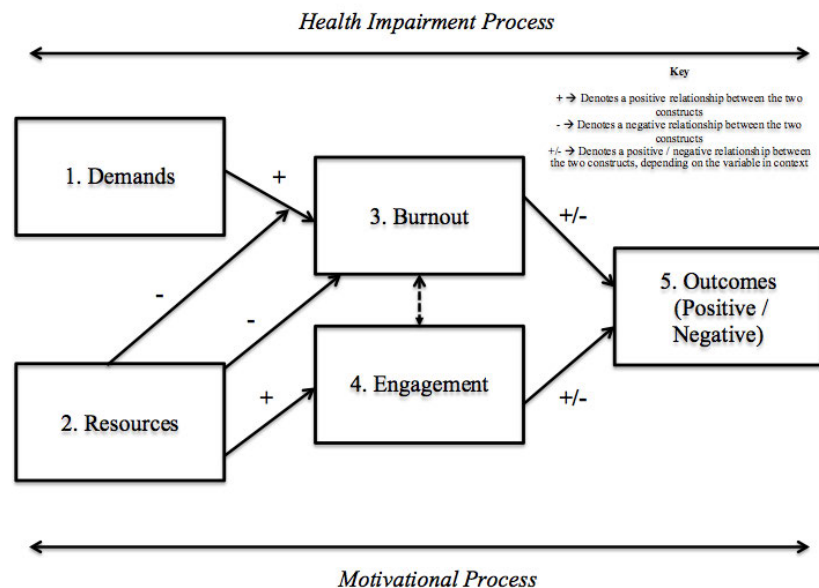 Health Impairment Process
Key
+ → Denotes a positive relationship between the two
constructs
- → Denotes a negative relationship between the two
constructs
+/- → Denotes a positive / negative relationship between
the two constructs, depending on the variable in context
1. Demands
+
3. Burnout
+/-
5. Outcomes
(Positive /
Negative)
-
-
4. Engagement
2. Resources
+
+/-
Motivational Process